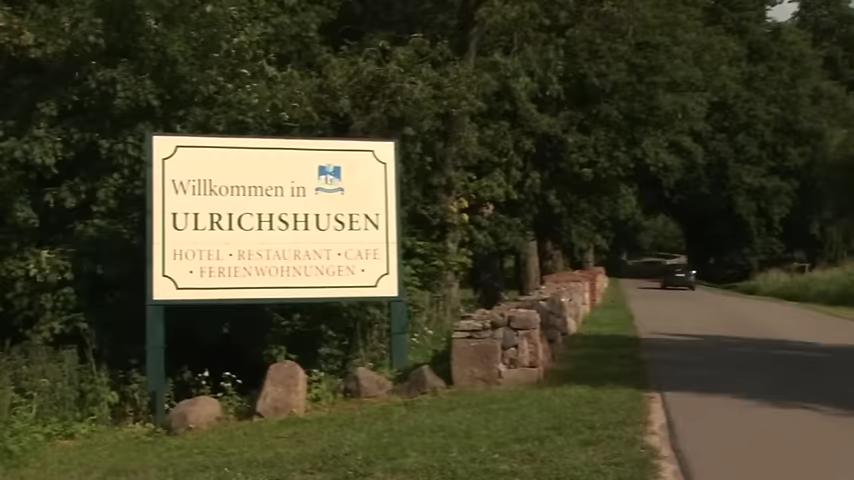 Willkommen in
ULRICHSHUSEN
HOTEL • RESTAURANT • CAFE
• FERIENWOHNUNGEN •